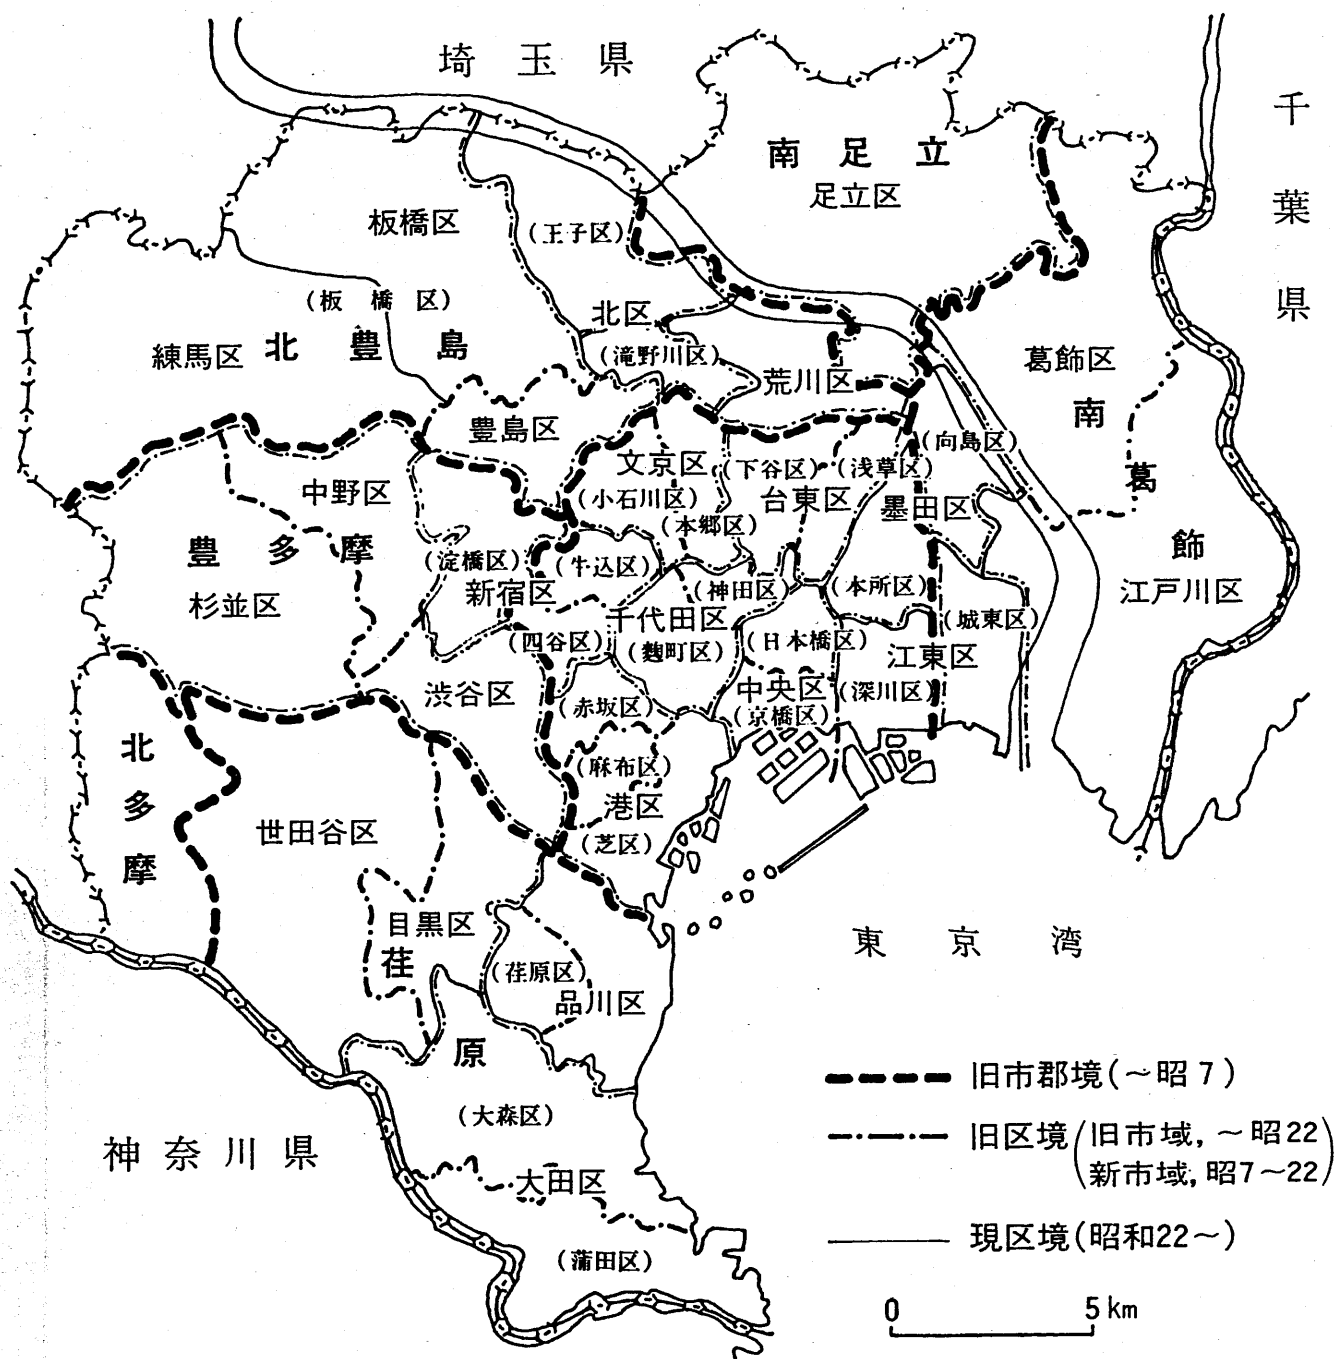 埼玉県
千葉県
南足立
足立区
板橋区
(王子区)
(板橋区)
北区
北豊島
練馬区
(滝野川区)
荒川区
葛飾区
南葛飾
豊島区
(向島区)
文京区
(下谷区)
(浅草区)
中野区
(小石川区)
台東区
墨田区
(本郷区)
豊多摩
(淀橋区)
(牛込区)
新宿区
(神田区)
(本所区)
江戸川区
杉並区
千代田区
(城東区)
(四谷区)
(麴町区)
(日本橋区)
江東区
渋谷区
(赤坂区)
中央区
(深川区)
(京橋区)
北多摩
(麻布区)
港区
世田谷区
(芝区)
目黒区
東京湾
荏原
(荏原区)
品川区
(大森区)
神奈川県
大田区
(蒲田区)
旧市郡境(〜昭7)
旧区境(旧市域,〜昭22
新市域,昭7〜22)
現区境(昭和22〜)
0 5km